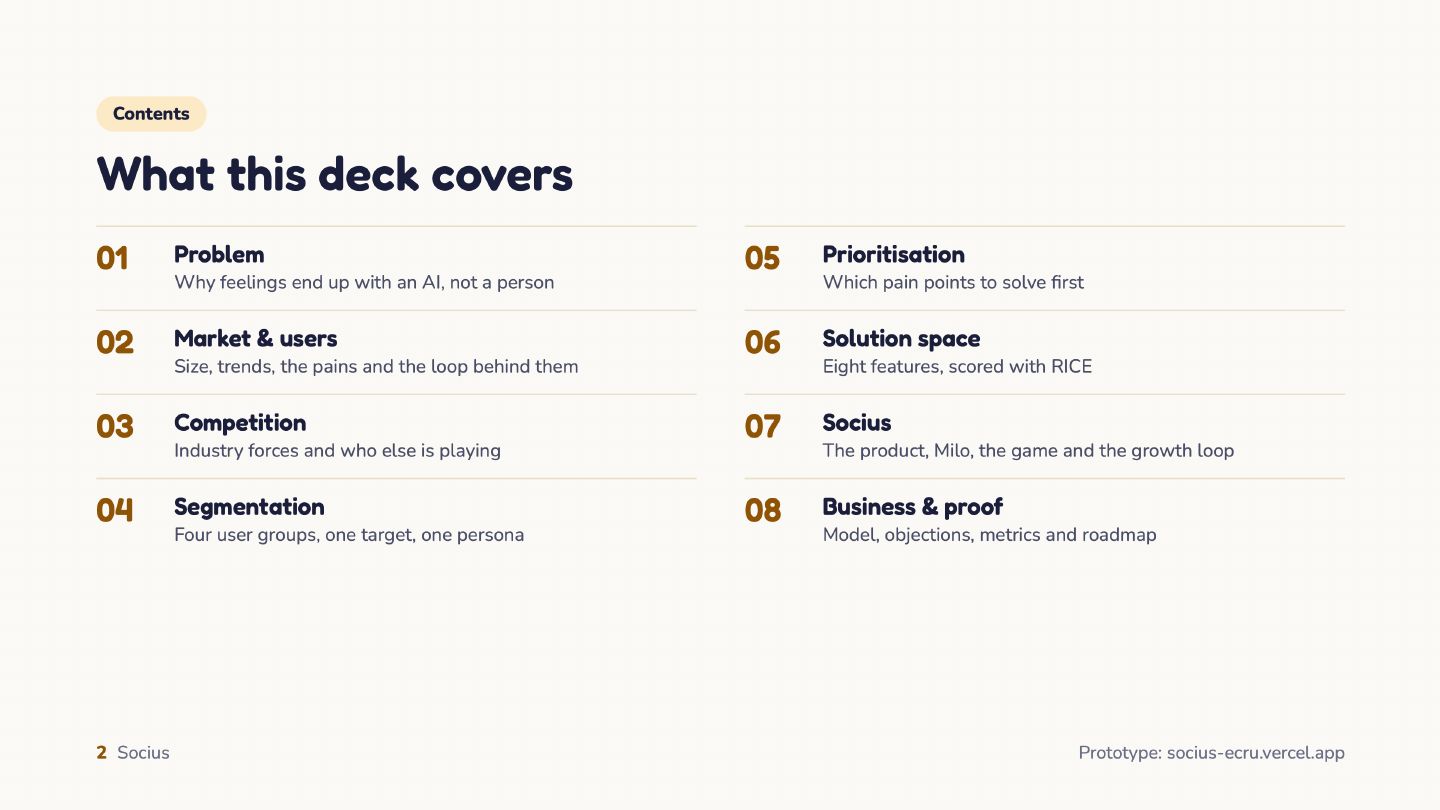 Contents
What this deck covers
01
Problem
Why feelings end up with an AI, not a person
02
Market & users
Size, trends, the pains and the loop behind them
03
Competition
Industry forces and who else is playing
04
Segmentation
Four user groups, one target, one persona
05
Prioritisation
Which pain points to solve first
06
Solution space
Eight features, scored with RICE
07
Socius
The product, Milo, the game and the growth loop
08
Business & proof
Model, objections, metrics and roadmap
2 Socius
Prototype: socius-ecru.vercel.app